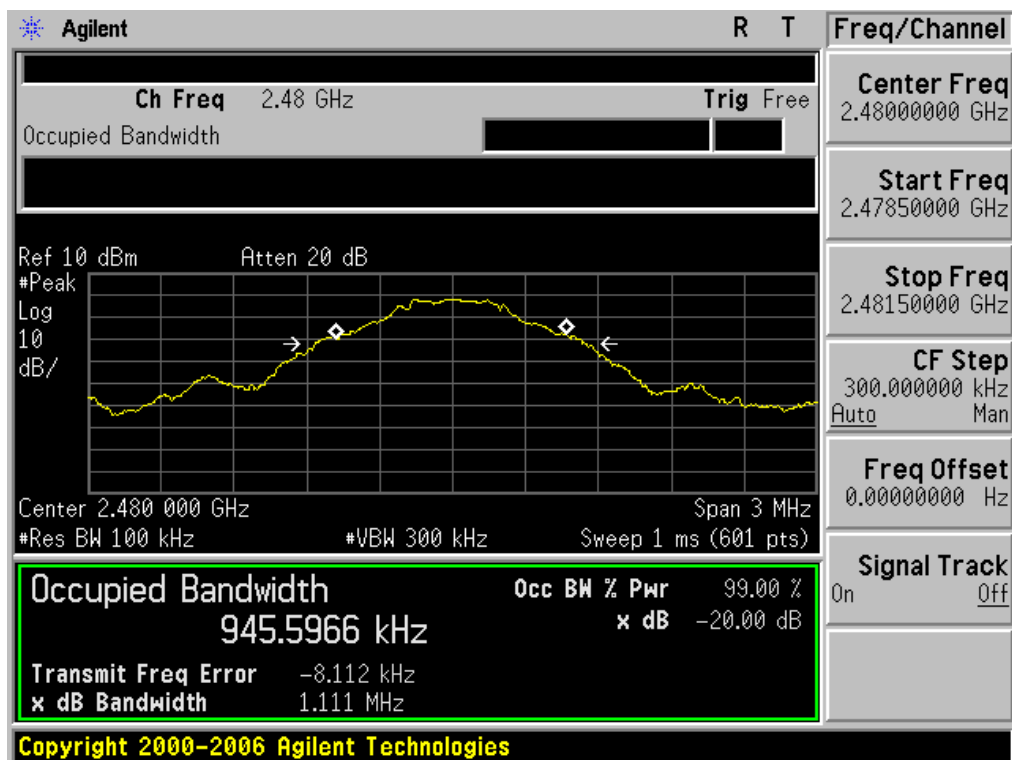 Agilent R T
Freq/Channel
Ch Freq 2.48 GHz Trig Free
Occupied Bandwidth
Ref 10 dBm Atten 20 dB
#Peak
Log
10
dB/
Center 2.480 000 GHz Span 3 MHz
#Res BW 100 kHz #VBW 300 kHz Sweep 1 ms (601 pts)
Occupied Bandwidth
945.5966 kHz
Occ BW % Pwr 99.00 %
x dB -20.00 dB
Transmit Freq Error -8.112 kHz
x dB Bandwidth 1.111 MHz
Center Freq
2.48000000 GHz
Start Freq
2.47850000 GHz
Stop Freq
2.48150000 GHz
CF Step
300.000000 kHz
Auto Man
Freq Offset
0.00000000 Hz
Signal Track
On Off
Copyright 2000-2006 Agilent Technologies